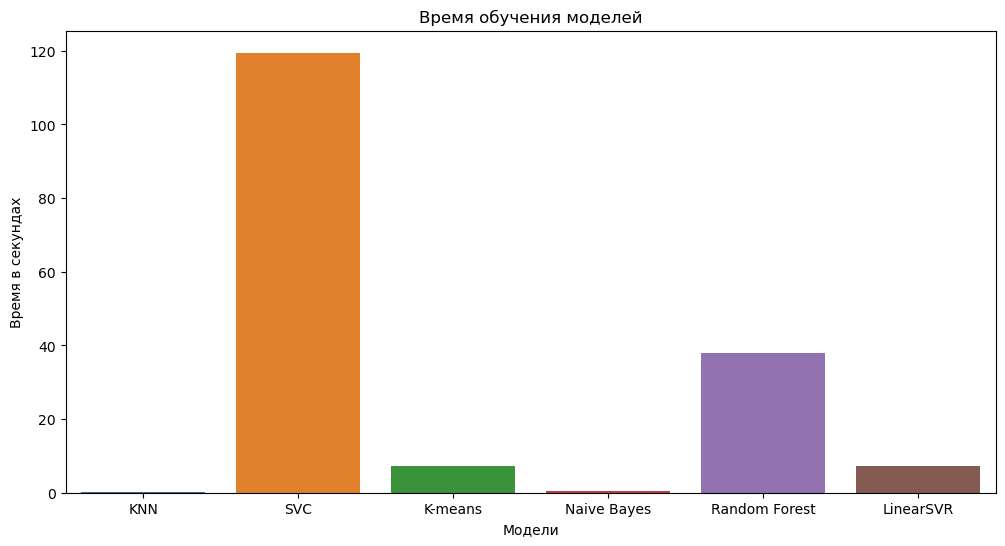 Время обучения моделей
Время в секундах
120
100
80
60
40
20
0
KNN SVC K-means Naive Bayes Random Forest LinearSVR
Модели